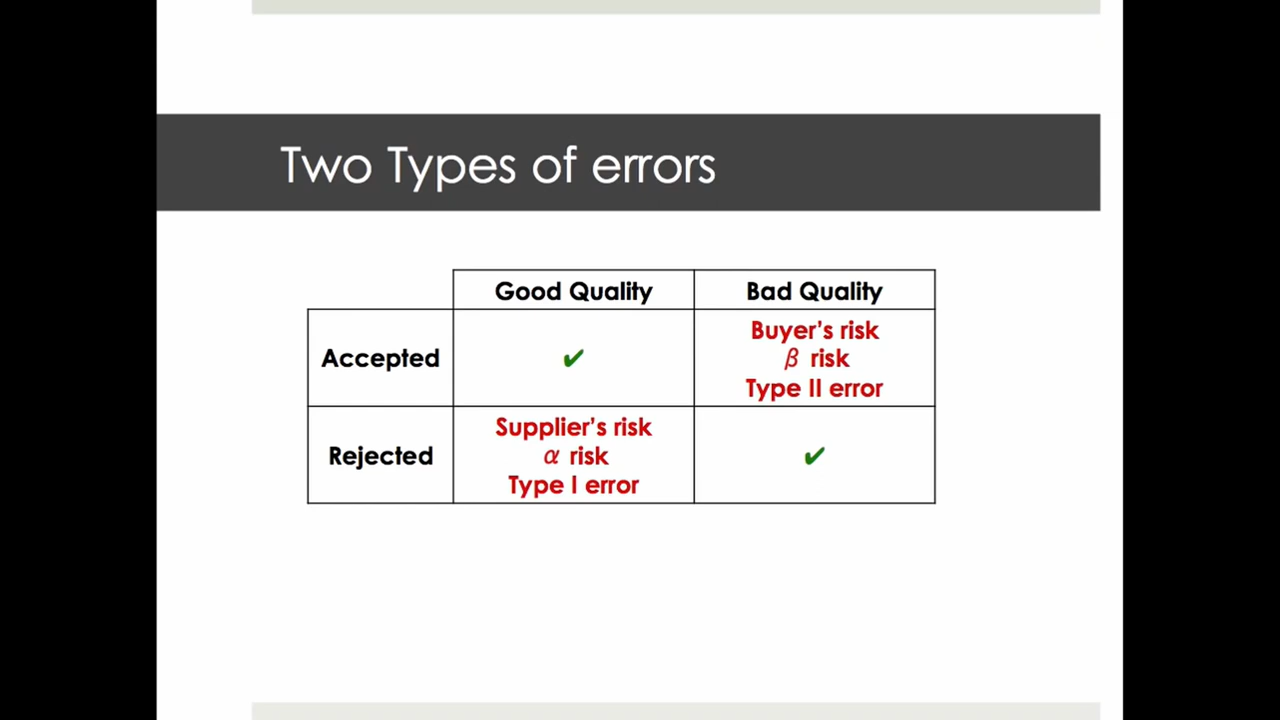 Two Types of errors
Good Quality Bad Quality
Accepted ✔ Buyer's risk
β risk
Type II error
Rejected Supplier's risk ✔
α risk
Type I error